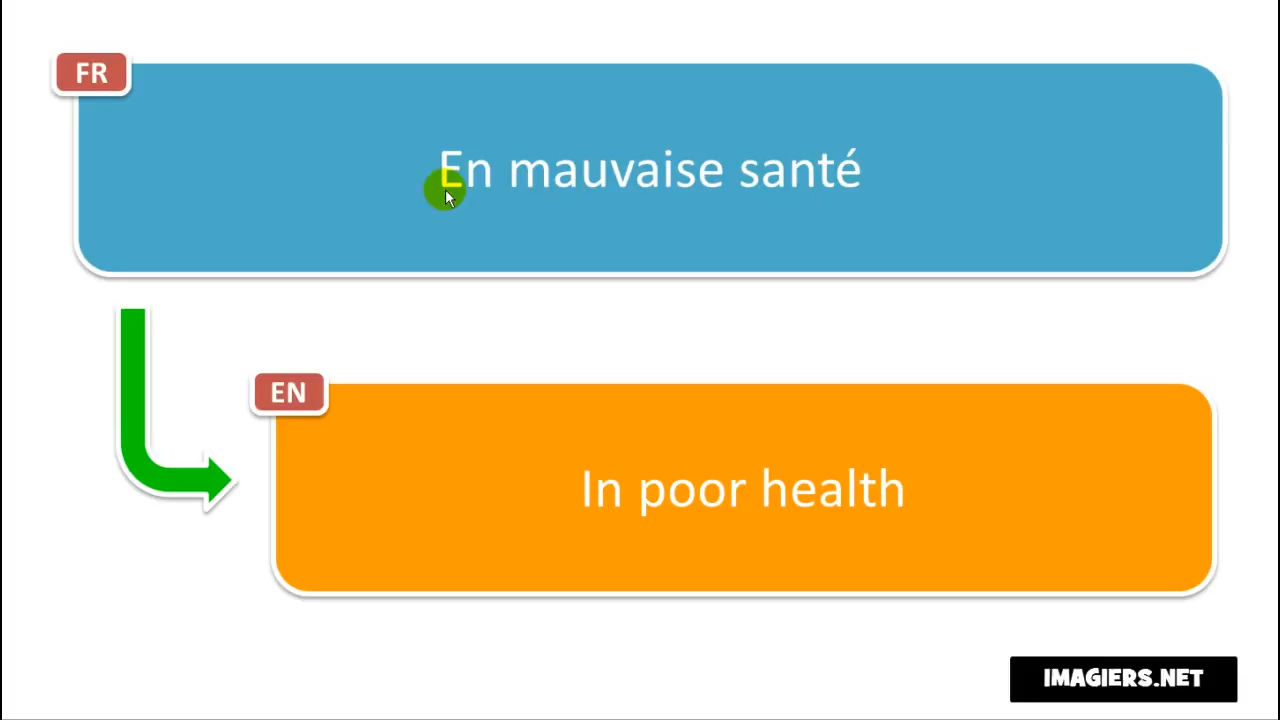 FR
En mauvaise santé
EN
In poor health
IMAGIERS.NET